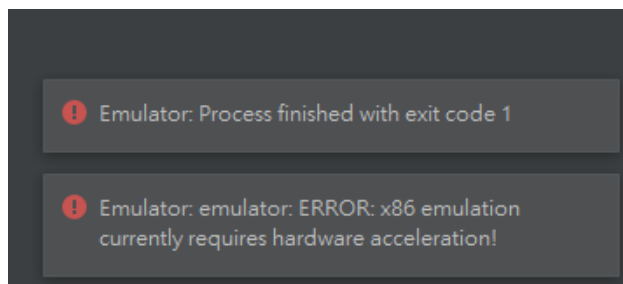 Emulator: Process finished with exit code 1
Emulator: emulator: ERROR: x86 emulation
currently requires hardware acceleration!